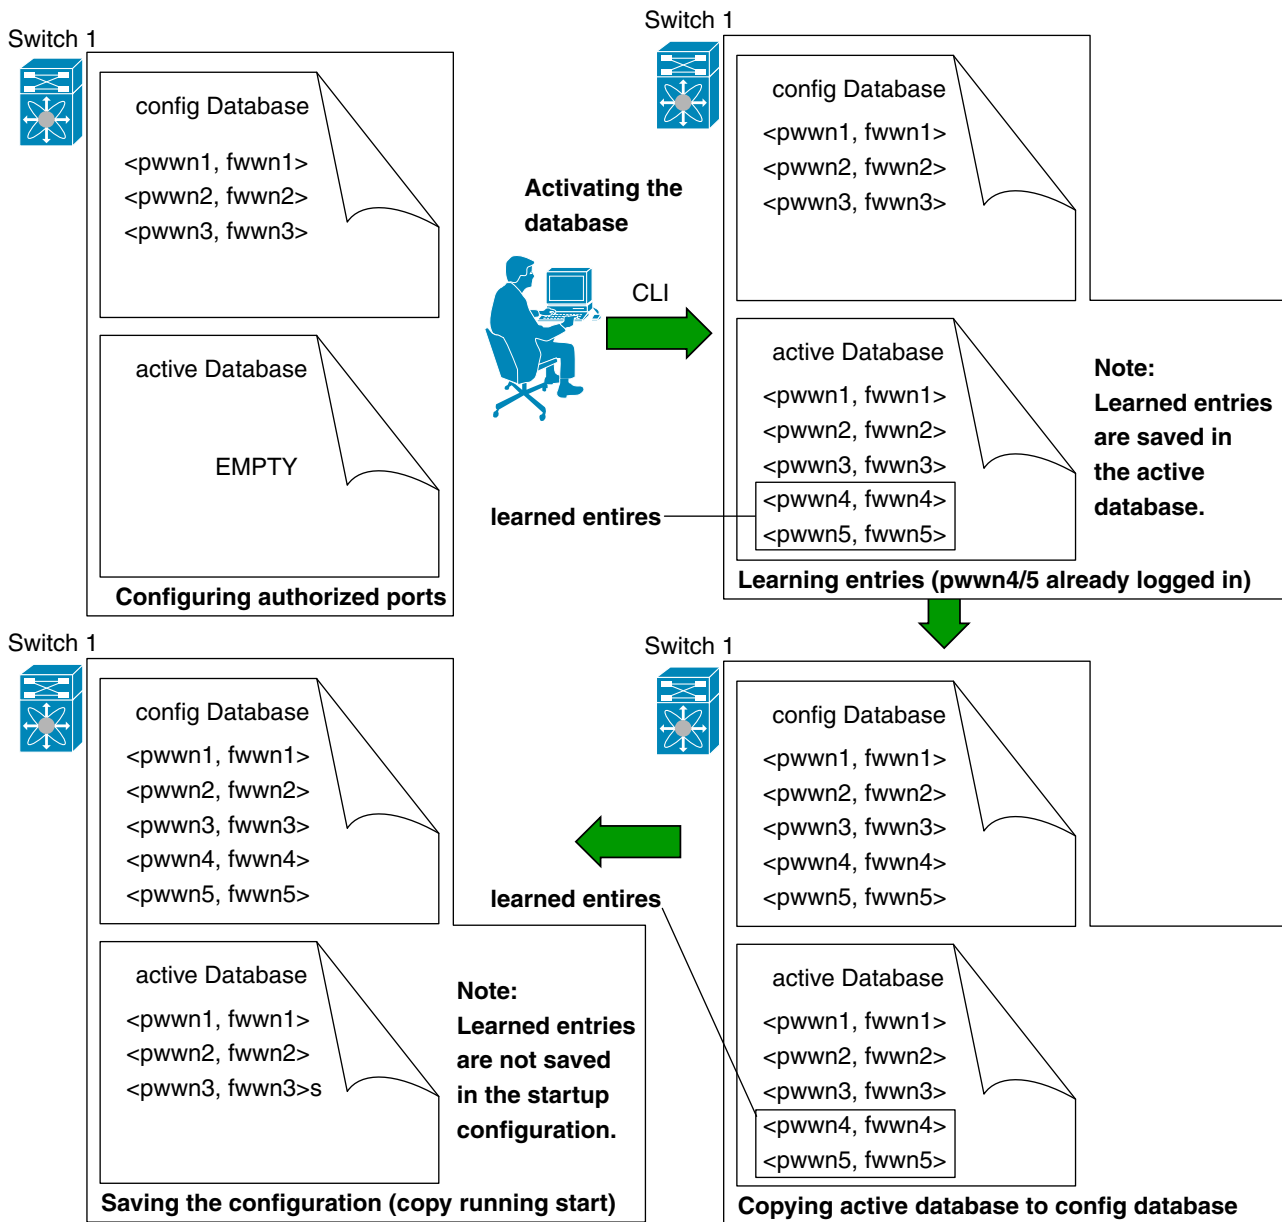 Switch 1
config Database
<pwwn1, fwwn1>
<pwwn2, fwwn2>
<pwwn3, fwwn3>
active Database
EMPTY
Configuring authorized ports
Activating the
database
CLI
Switch 1
config Database
<pwwn1, fwwn1>
<pwwn2, fwwn2>
<pwwn3, fwwn3>
active Database
<pwwn1, fwwn1>
<pwwn2, fwwn2>
<pwwn3, fwwn3>
<pwwn4, fwwn4>
<pwwn5, fwwn5>
learned entires
Note:
Learned entries
are saved in
the active
database.
Learning entries (pwwn4/5 already logged in)
Switch 1
config Database
<pwwn1, fwwn1>
<pwwn2, fwwn2>
<pwwn3, fwwn3>
<pwwn4, fwwn4>
<pwwn5, fwwn5>
active Database
<pwwn1, fwwn1>
<pwwn2, fwwn2>
<pwwn3, fwwn3>s
Note:
Learned entries
are not saved
in the startup
configuration.
Saving the configuration (copy running start)
Switch 1
config Database
<pwwn1, fwwn1>
<pwwn2, fwwn2>
<pwwn3, fwwn3>
<pwwn4, fwwn4>
<pwwn5, fwwn5>
learned entires
active Database
<pwwn1, fwwn1>
<pwwn2, fwwn2>
<pwwn3, fwwn3>
<pwwn4, fwwn4>
<pwwn5, fwwn5>
Copying active database to config database